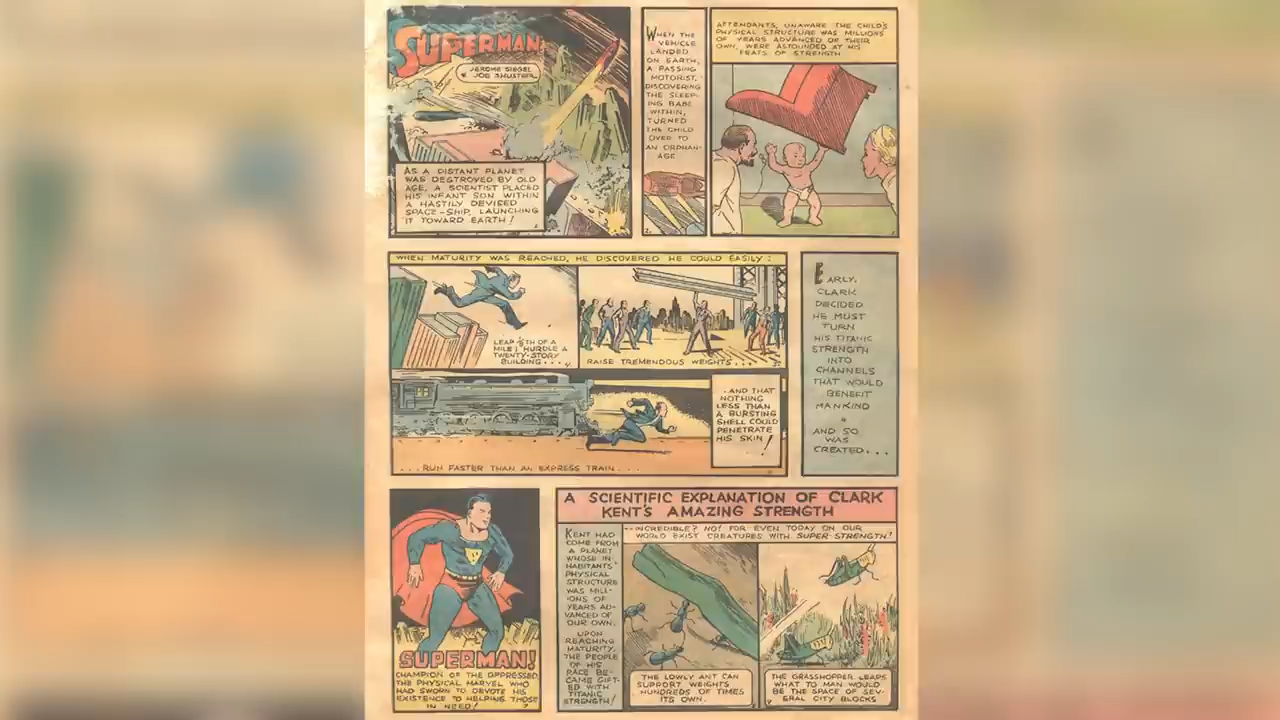 SUPERMAN
JEROME SIEGEL
& JOE SHUSTER
AS A DISTANT PLANET
WAS DESTROYED BY OLD
AGE, A SCIENTIST PLACED
HIS INFANT SON WITHIN
A HASTILY DEVISED
SPACE-SHIP, LAUNCHING
IT TOWARD EARTH!
WHEN THE
VEHICLE
LANDED
ON EARTH,
A PASSING
MOTORIST,
DISCOVERING
THE SLEEP-
ING BABE
WITHIN,
TURNED
THE CHILD
OVER TO
AN ORPHAN-
AGE
ATTENDANTS, UNAWARE THE CHILD'S
PHYSICAL STRUCTURE WAS MILLIONS
OF YEARS ADVANCED OF THEIR
OWN, WERE ASTOUNDED AT HIS
FEATS OF STRENGTH
WHEN MATURITY WAS REACHED, HE DISCOVERED HE COULD EASILY:
LEAP 1/8TH OF A
MILE; HURDLE A
TWENTY-STORY
BUILDING....
RAISE TREMENDOUS WEIGHTS...
...RUN FASTER THAN AN EXPRESS TRAIN...
-AND THAT
NOTHING
LESS THAN
A BURSTING
SHELL COULD
PENETRATE
HIS SKIN!
EARLY,
CLARK
DECIDED
HE MUST
TURN
HIS TITANIC
STRENGTH
INTO
CHANNELS
THAT WOULD
BENEFIT
MANKIND
AND SO
WAS
CREATED...
SUPERMAN!
CHAMPION OF THE OPPRESSED,
THE PHYSICAL MARVEL WHO
HAD SWORN TO DEVOTE HIS
EXISTENCE TO HELPING THOSE
IN NEED!
A SCIENTIFIC EXPLANATION OF CLARK
KENT'S AMAZING STRENGTH
KENT HAD
COME FROM
A PLANET
WHOSE IN-
HABITANTS'
PHYSICAL
STRUCTURE
WAS MILL-
IONS OF
YEARS AD-
VANCED OF
OUR OWN.
UPON
REACHING
MATURITY,
THE PEOPLE
OF HIS
RACE BE-
CAME GIFT-
ED WITH
TITANIC
STRENGTH!
--INCREDIBLE? NO! FOR EVEN TODAY ON OUR
WORLD EXIST CREATURES WITH SUPER-STRENGTH!
THE LOWLY ANT CAN
SUPPORT WEIGHTS
HUNDREDS OF TIMES
ITS OWN.
THE GRASSHOPPER LEAPS
WHAT TO MAN WOULD
BE THE SPACE OF SEV-
ERAL CITY BLOCKS